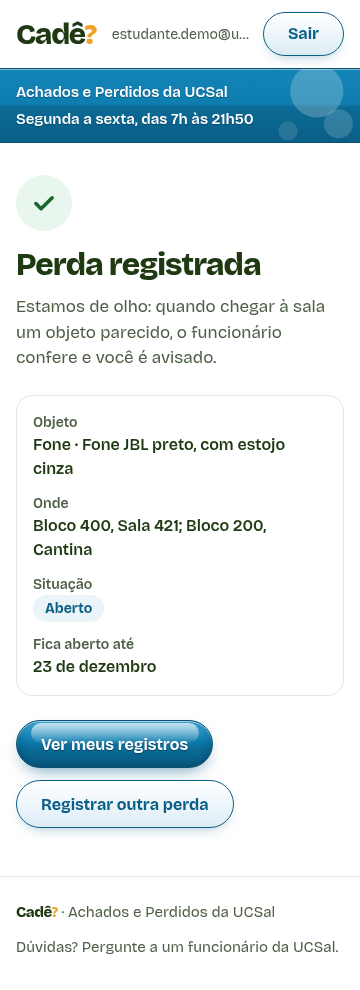 Cadê? estudante.demo@u... Sair
Achados e Perdidos da UCSal
Segunda a sexta, das 7h às 21h50
Perda registrada
Estamos de olho: quando chegar à sala
um objeto parecido, o funcionário
confere e você é avisado.
Objeto
Fone · Fone JBL preto, com estojo
cinza
Onde
Bloco 400, Sala 421; Bloco 200,
Cantina
Situação
Aberto
Fica aberto até
23 de dezembro
Ver meus registros
Registrar outra perda
Cadê? · Achados e Perdidos da UCSal
Dúvidas? Pergunte a um funcionário da UCSal.